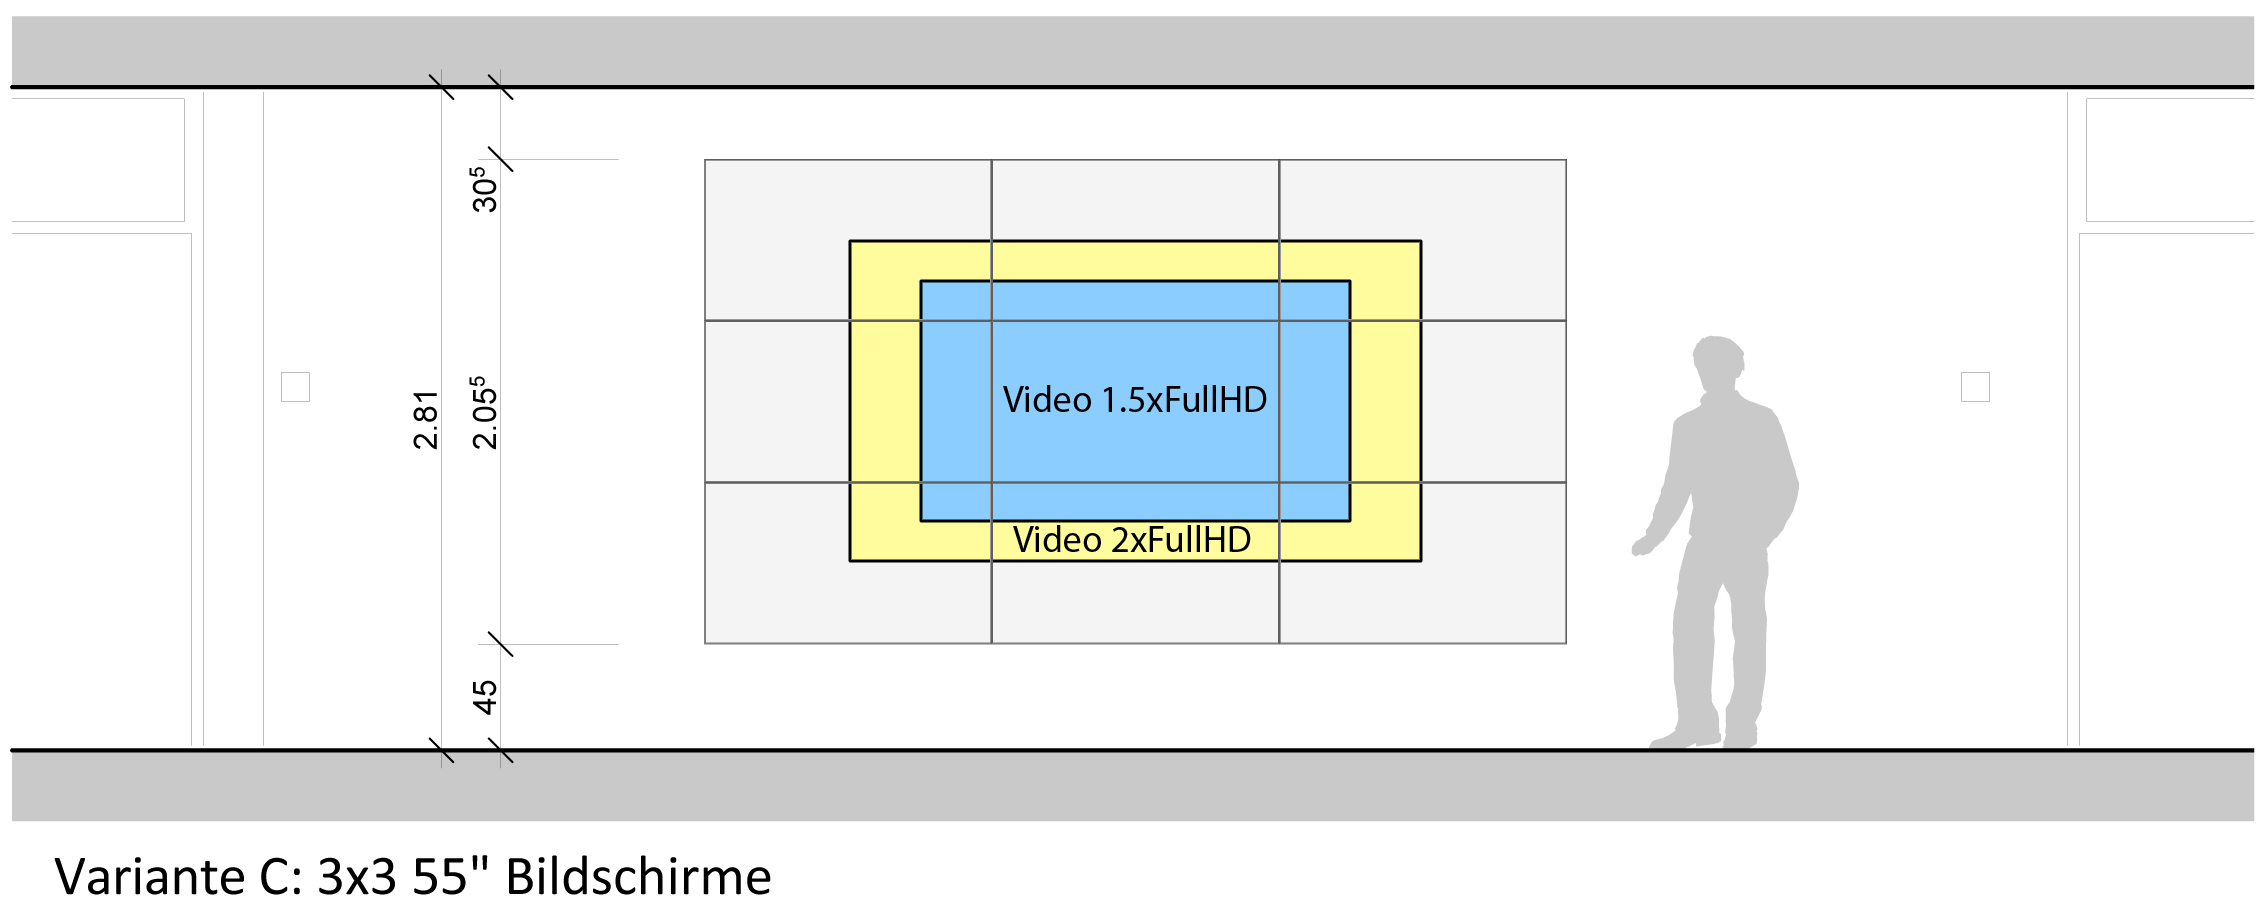 30⁵
2.81
2.05⁵
Video 1.5xFullHD
Video 2xFullHD
45
Variante C: 3x3 55" Bildschirme